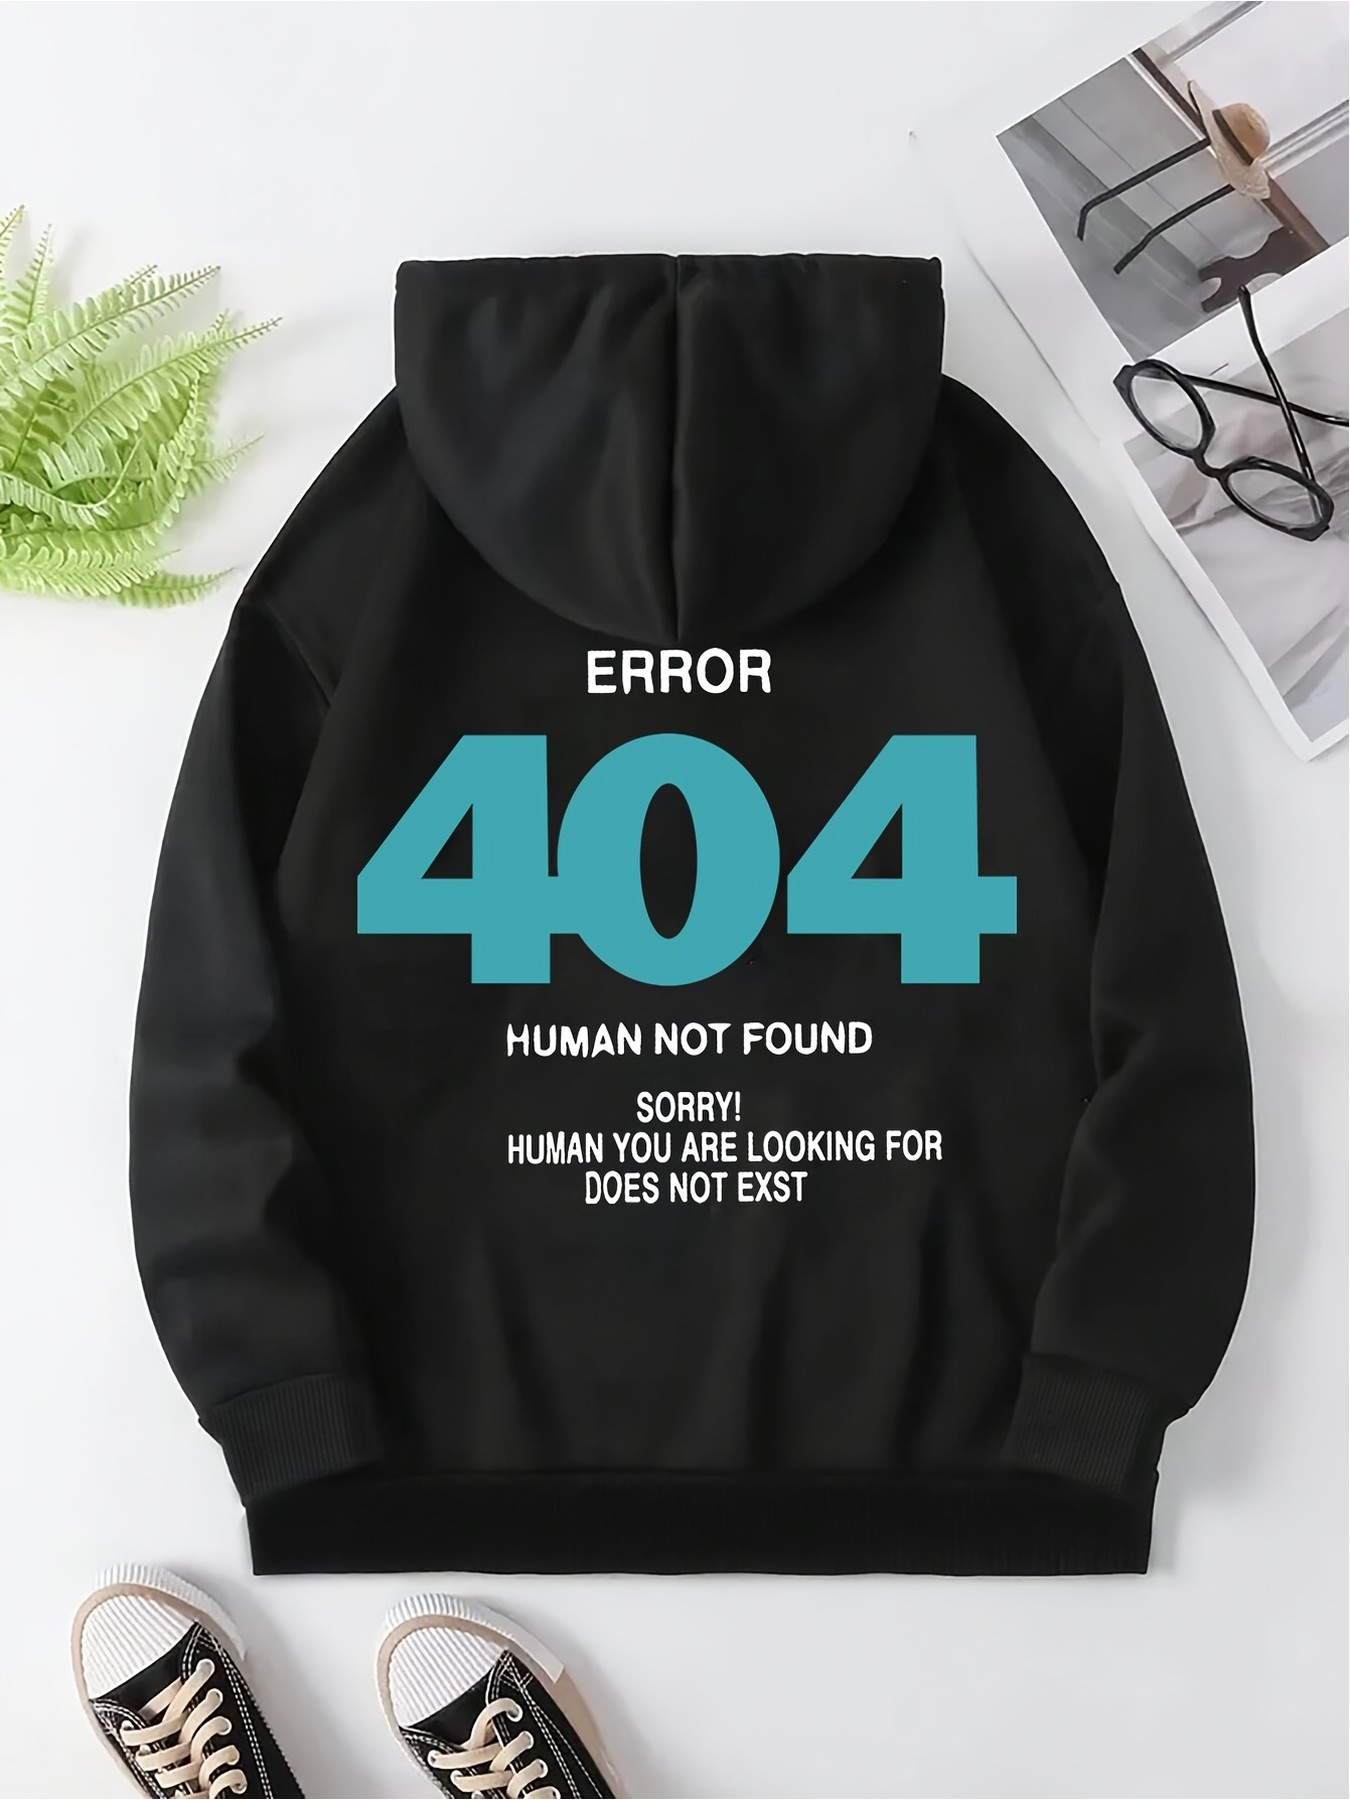 ERROR
404
HUMAN NOT FOUND
SORRY!
HUMAN YOU ARE LOOKING FOR
DOES NOT EXST